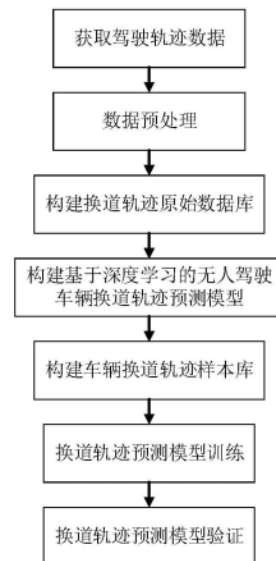 获取驾驶轨迹数据
数据预处理
构建换道轨迹原始数据库
构建基于深度学习的无人驾驶
车辆换道轨迹预测模型
构建车辆换道轨迹样本库
换道轨迹预测模型训练
换道轨迹预测模型验证